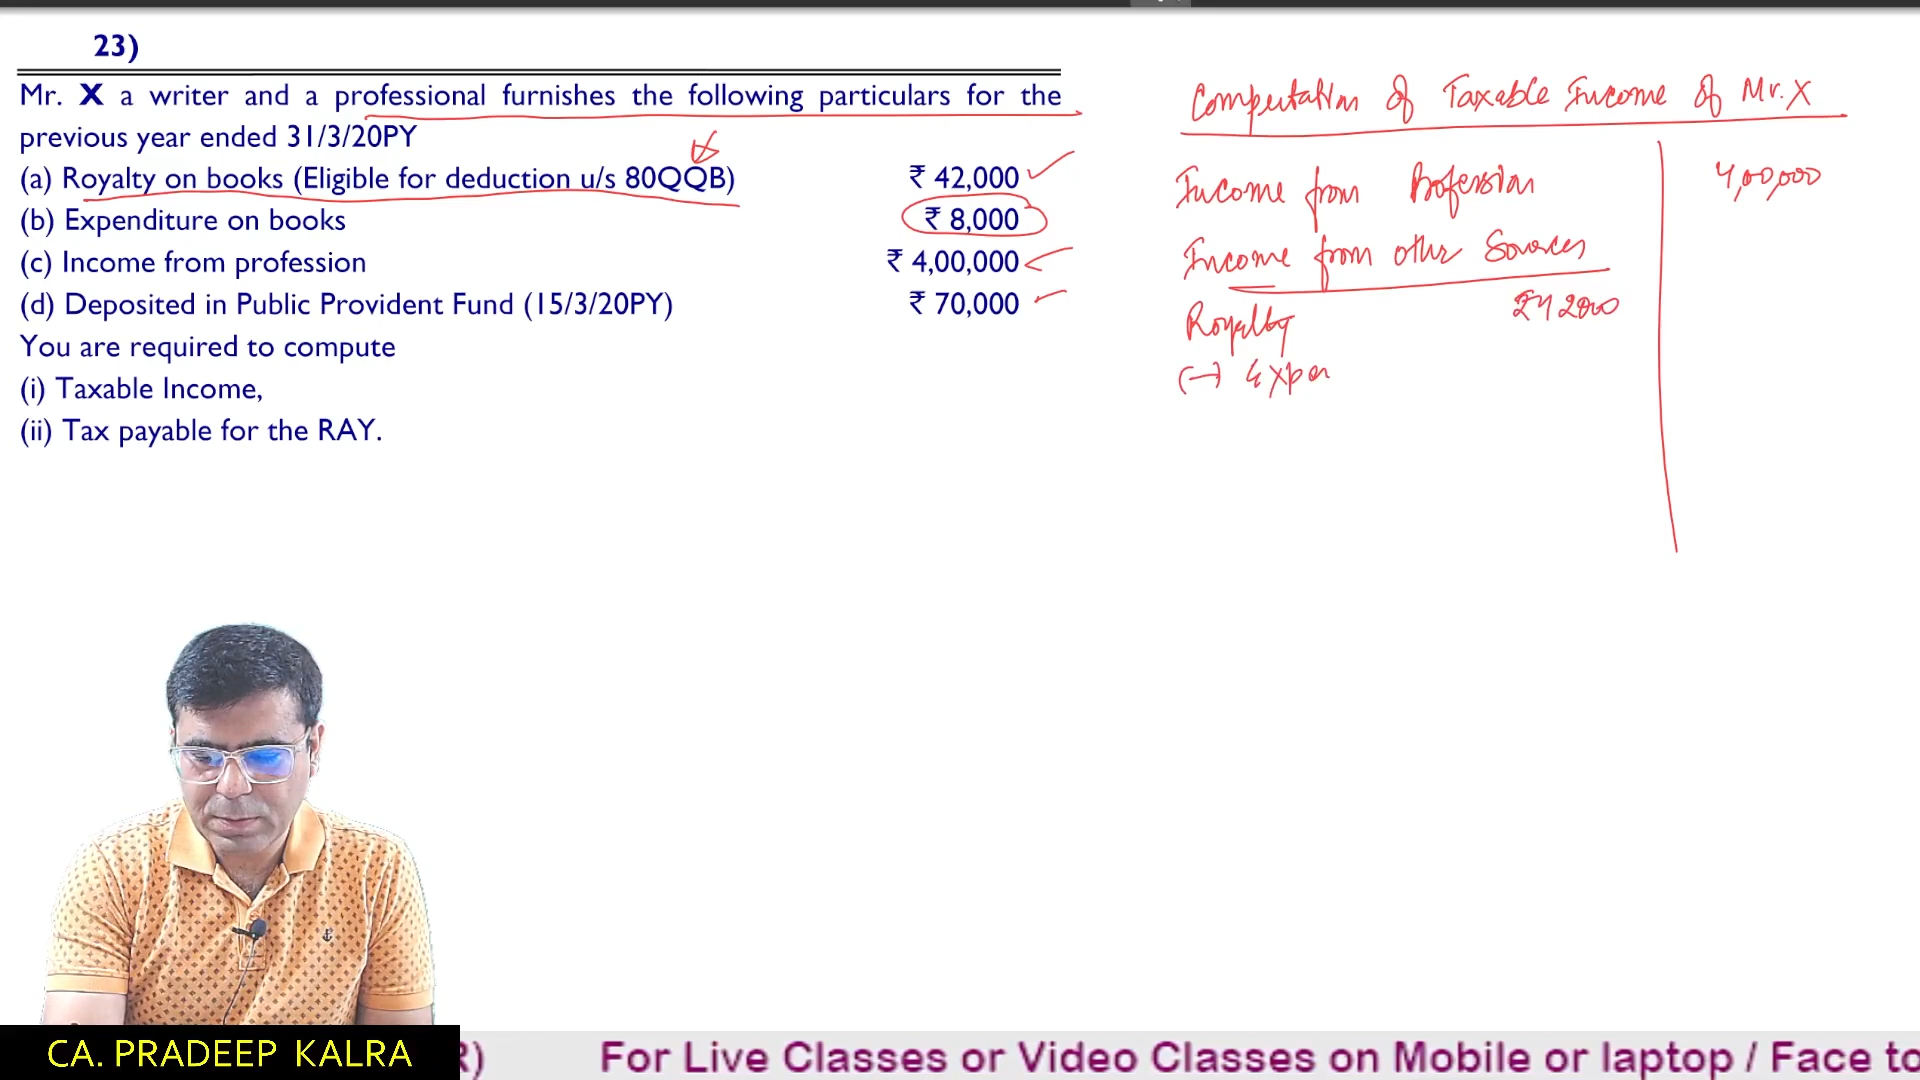 23)
Mr. X a writer and a professional furnishes the following particulars for the
previous year ended 31/3/20PY
(a) Royalty on books (Eligible for deduction u/s 80QQB) ₹ 42,000
(b) Expenditure on books ₹ 8,000
(c) Income from profession ₹ 4,00,000
(d) Deposited in Public Provident Fund (15/3/20PY) ₹ 70,000
You are required to compute
(i) Taxable Income,
(ii) Tax payable for the RAY.
Computation of Taxable Income of Mr. X
Income from Profession 4,00,000
Income from other Sources
Royalty ₹42000
(-) Expen
CA. PRADEEP KALRA
R) For Live Classes or Video Classes on Mobile or laptop / Face to